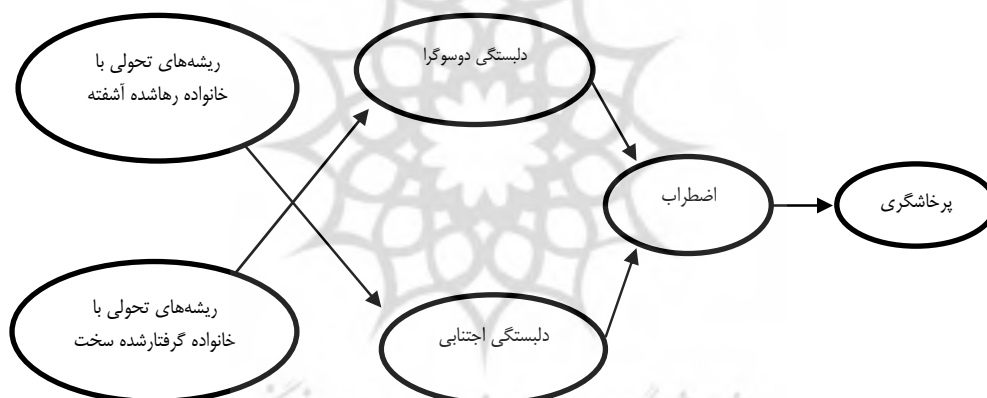 ریشه‌های تحولی با
خانواده رهاشده آشفته
دلبستگی دوسوگرا
اضطراب
پرخاشگری
ریشه‌های تحولی با
خانواده گرفتارشده سخت
دلبستگی اجتنابی